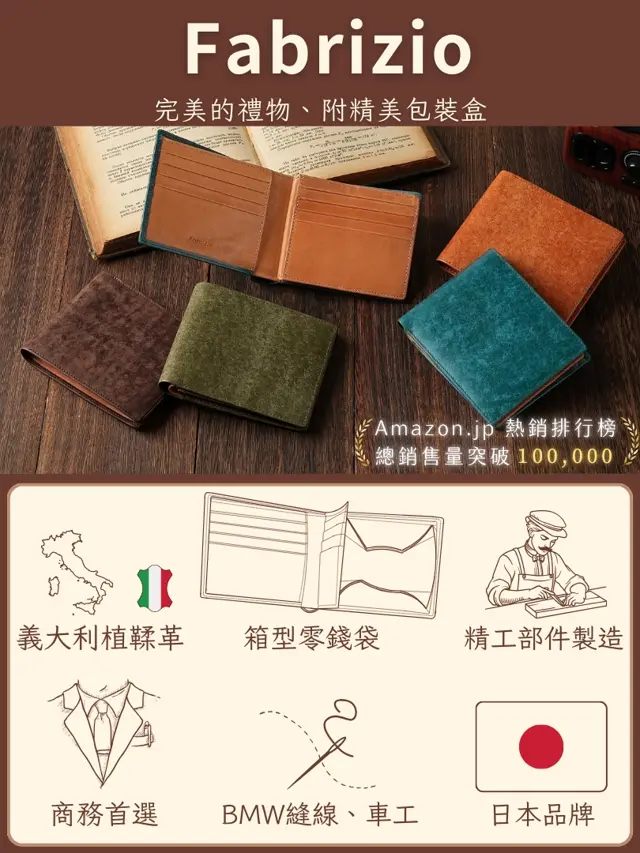 Fabrizio
完美的禮物、附精美包裝盒
Amazon.jp 熱銷排行榜
總銷售量突破 100,000
義大利植鞣革
箱型零錢袋
精工部件製造
商務首選
BMW縫線、車工
日本品牌